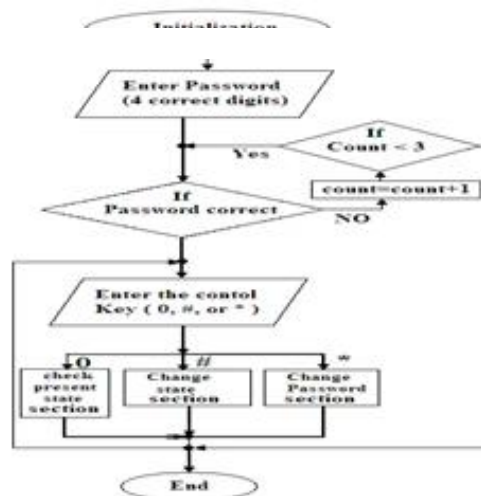 Initialization
Enter Password
(4 correct digits)
If
Count < 3
Yes
count=count+1
If
Password correct
NO
Enter the contol
Key ( 0, #, or * )
0
#
*
check
present
state
section
Change
state
section
Change
Password
section
End